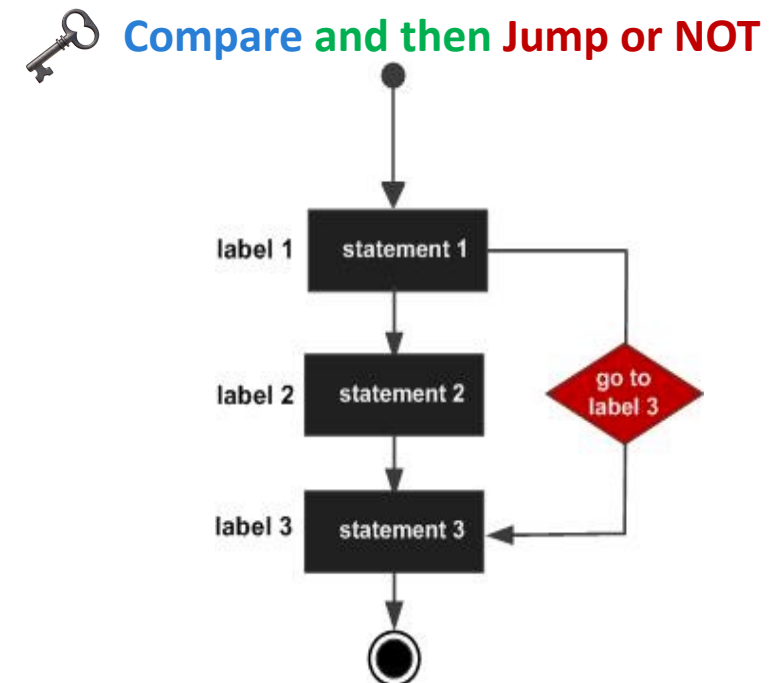 Compare and then Jump or NOT
label 1
statement 1
label 2
statement 2
go to
label 3
label 3
statement 3